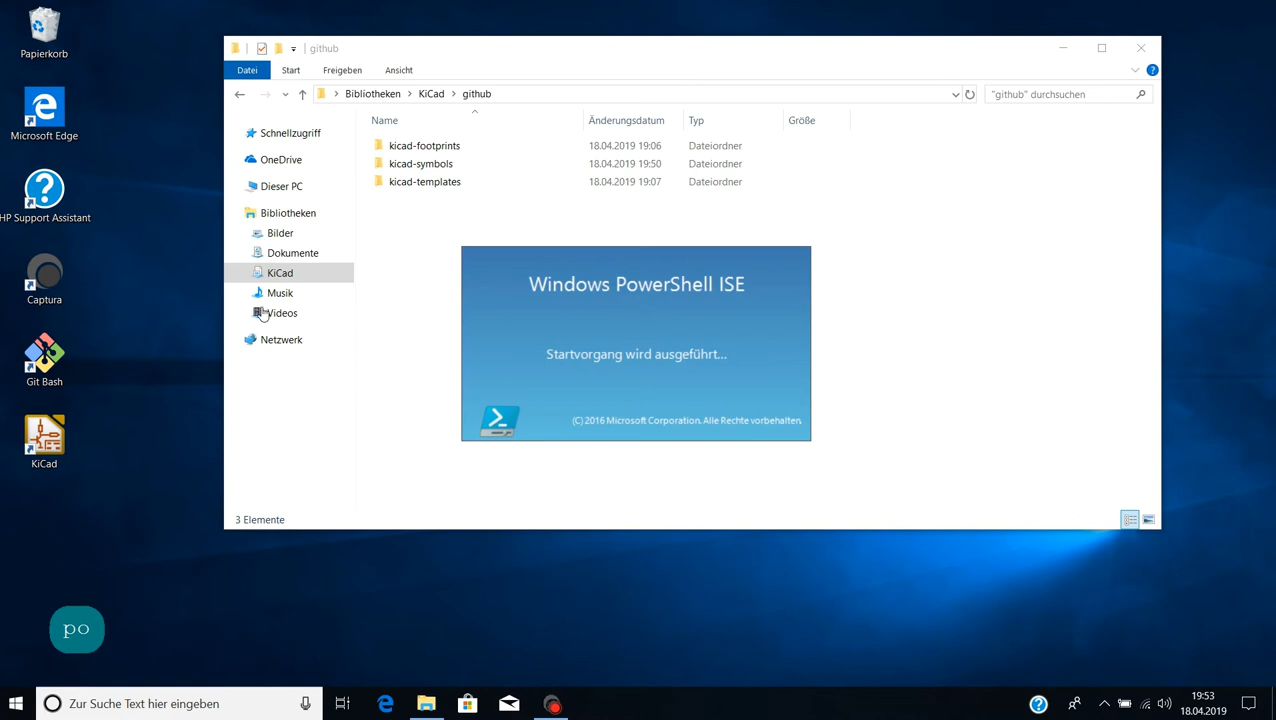 Papierkorb
Microsoft Edge
HP Support Assistant
Captura
Git Bash
KiCad
po
github
Datei Start Freigeben Ansicht
Bibliotheken KiCad github
"github" durchsuchen
Name Änderungsdatum Typ Größe
kicad-footprints 18.04.2019 19:06 Dateiordner
kicad-symbols 18.04.2019 19:50 Dateiordner
kicad-templates 18.04.2019 19:07 Dateiordner
Schnellzugriff
OneDrive
Dieser PC
Bibliotheken
Bilder
Dokumente
KiCad
Musik
Videos
Netzwerk
Windows PowerShell ISE
Startvorgang wird ausgeführt...
(C) 2016 Microsoft Corporation. Alle Rechte vorbehalten.
3 Elemente
Zur Suche Text hier eingeben
19:53
18.04.2019